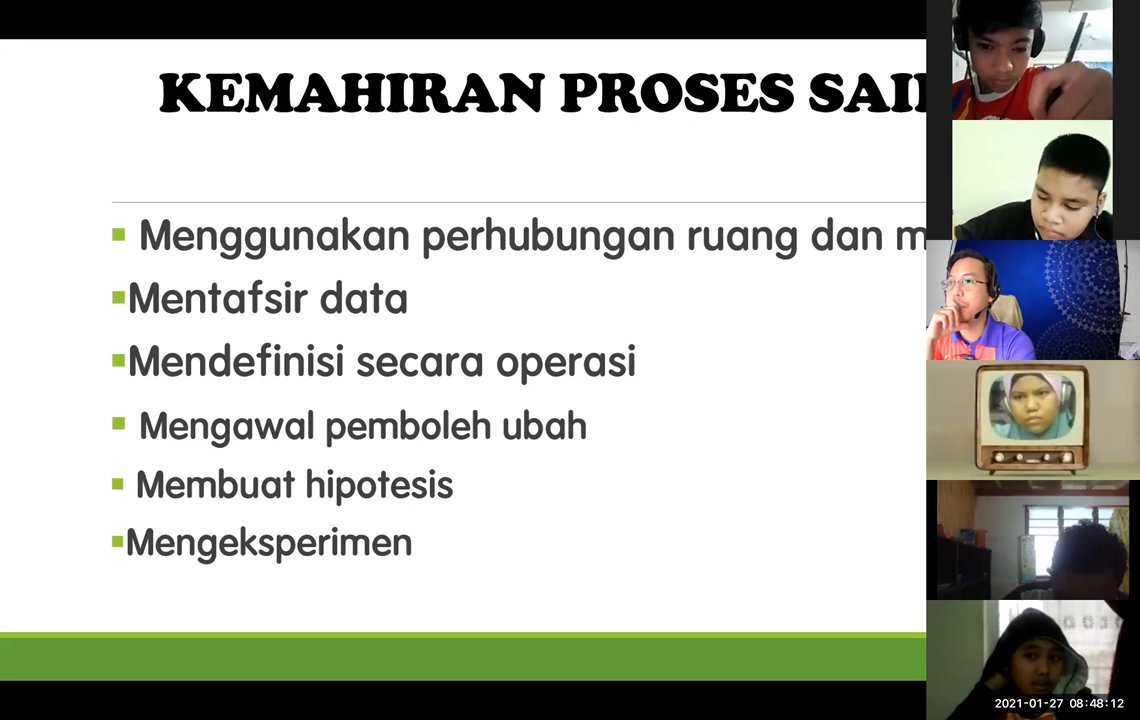 KEMAHIRAN PROSES
Menggunakan perhubungan ruang dan
Mentafsir data
Mendefinisi secara operasi
Mengawal pemboleh ubah
Membuat hipotesis
Mengeksperimen
2021-01-27 08:48:12